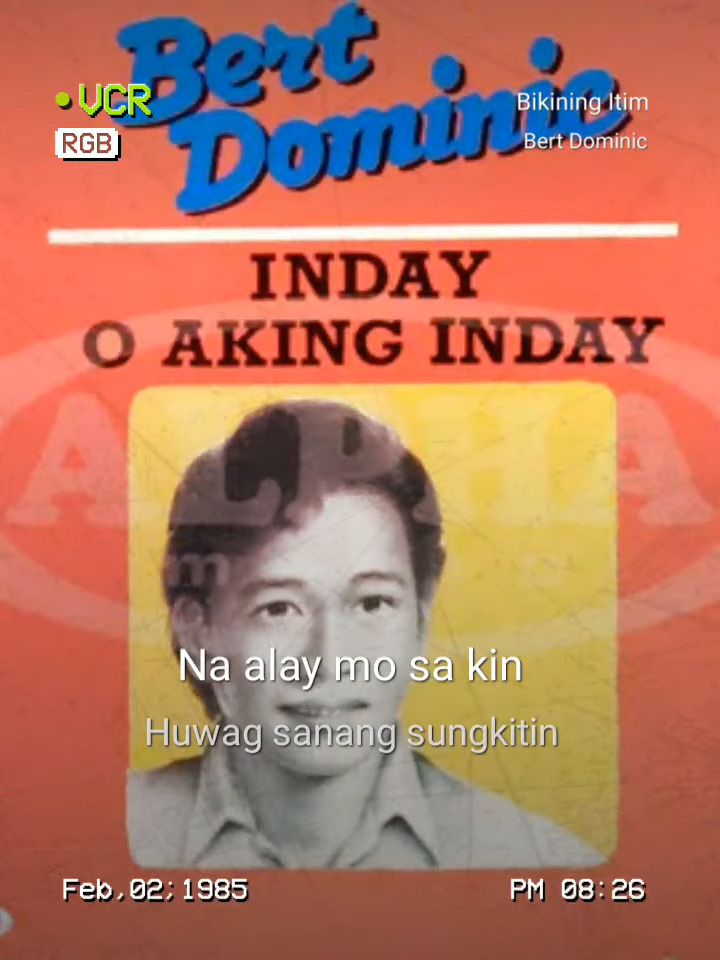 Bert
Dominic
VCR
RGB
Bikining Itim
Bert Dominic
INDAY
O AKING INDAY
ALPHA
Na alay mo sa kin
Huwag sanang sungkitin
Feb,02;1985
PM 08:26